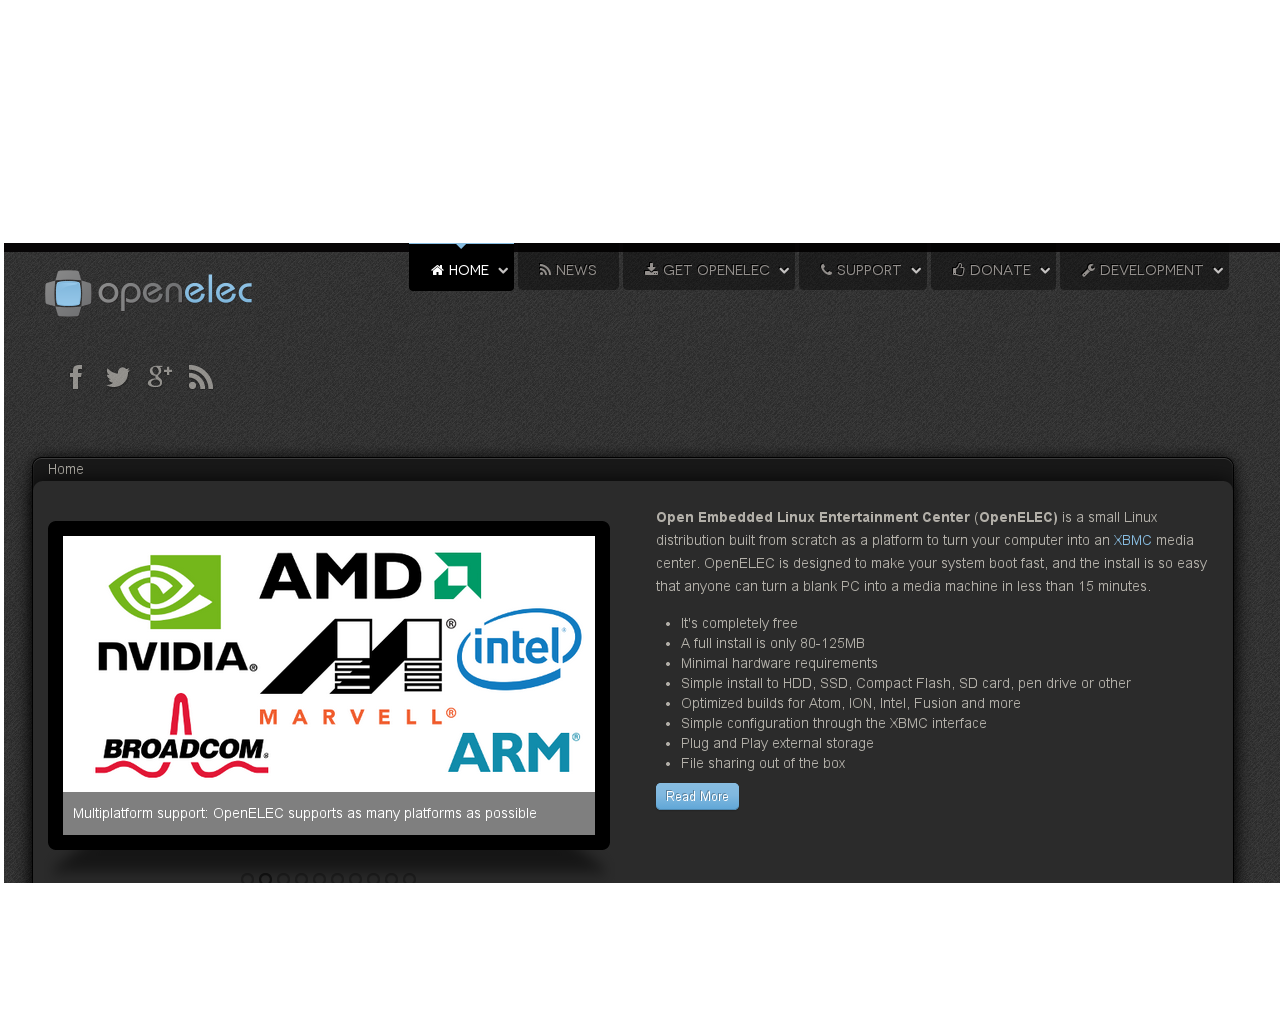 HOME NEWS GET OPENELEC SUPPORT DONATE DEVELOPMENT
openelec
Home
NVIDIA®
AMD
MARVELL®
intel®
BROADCOM®
ARM®
Multiplatform support: OpenELEC supports as many platforms as possible
Open Embedded Linux Entertainment Center (OpenELEC) is a small Linux
distribution built from scratch as a platform to turn your computer into an XBMC media
center. OpenELEC is designed to make your system boot fast, and the install is so easy
that anyone can turn a blank PC into a media machine in less than 15 minutes.
It's completely free
A full install is only 80-125MB
Minimal hardware requirements
Simple install to HDD, SSD, Compact Flash, SD card, pen drive or other
Optimized builds for Atom, ION, Intel, Fusion and more
Simple configuration through the XBMC interface
Plug and Play external storage
File sharing out of the box
Read More